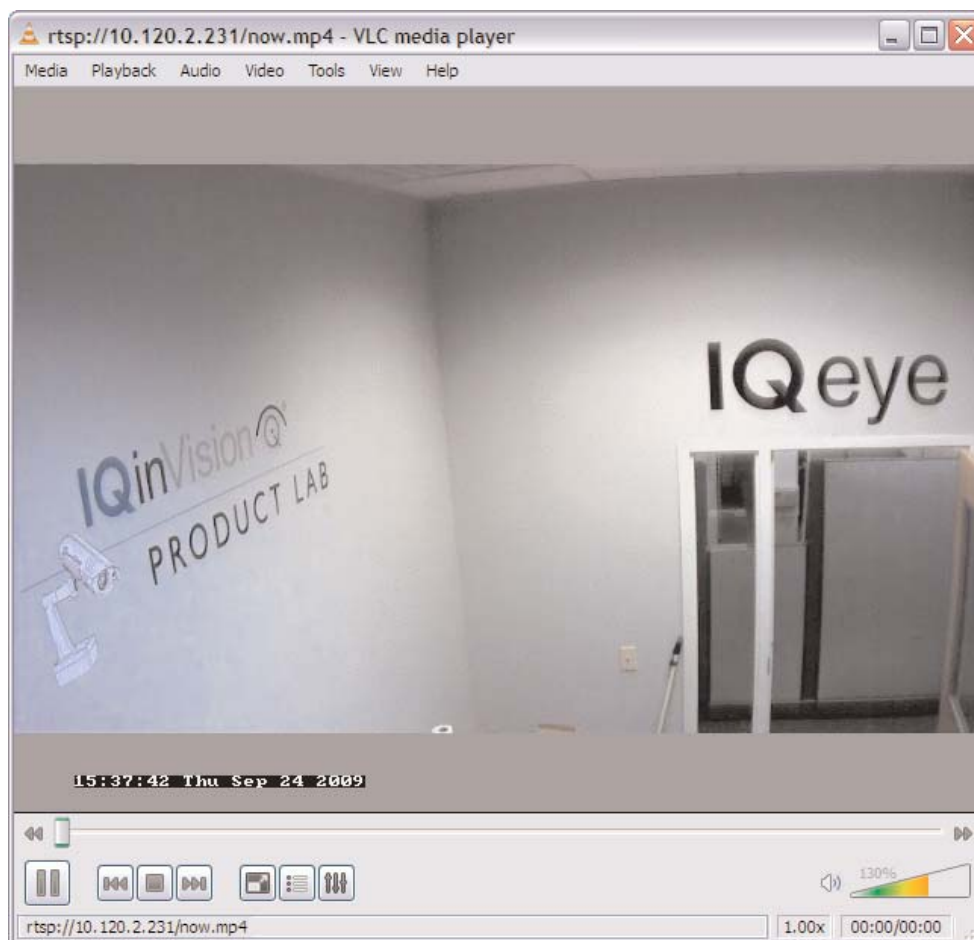 rtsp://10.120.2.231/now.mp4 - VLC media player
Media Playback Audio Video Tools View Help
IQeye
IQinVision
PRODUCT LAB
15:37:42 Thu Sep 24 2009
130%
rtsp://10.120.2.231/now.mp4 1.00x 00:00/00:00